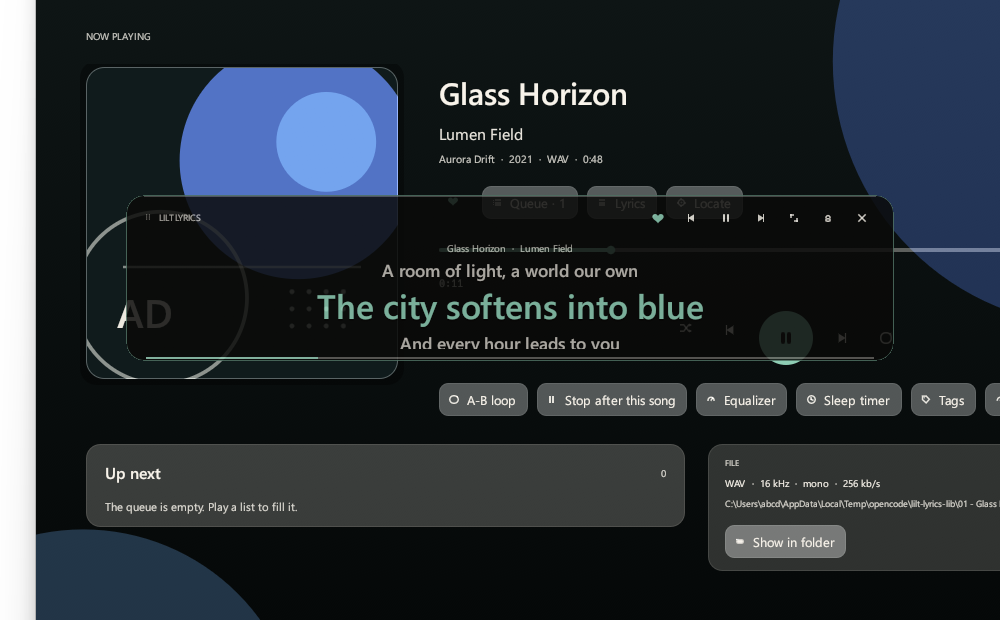 NOW PLAYING
Glass Horizon
Lumen Field
Aurora Drift · 2021 · WAV · 0:48
Queue · 1
Lyrics
Locate
LILT LYRICS
Glass Horizon · Lumen Field
A room of light, a world our own
0:11
The city softens into blue
AD
And every hour leads to you
A-B loop
Stop after this song
Equalizer
Sleep timer
Tags
Up next
0
The queue is empty. Play a list to fill it.
FILE
WAV · 16 kHz · mono · 256 kb/s
C:\Users\abcd\AppData\Local\Temp\opencode\lilt-lyrics-lib\01 - Glass
Show in folder